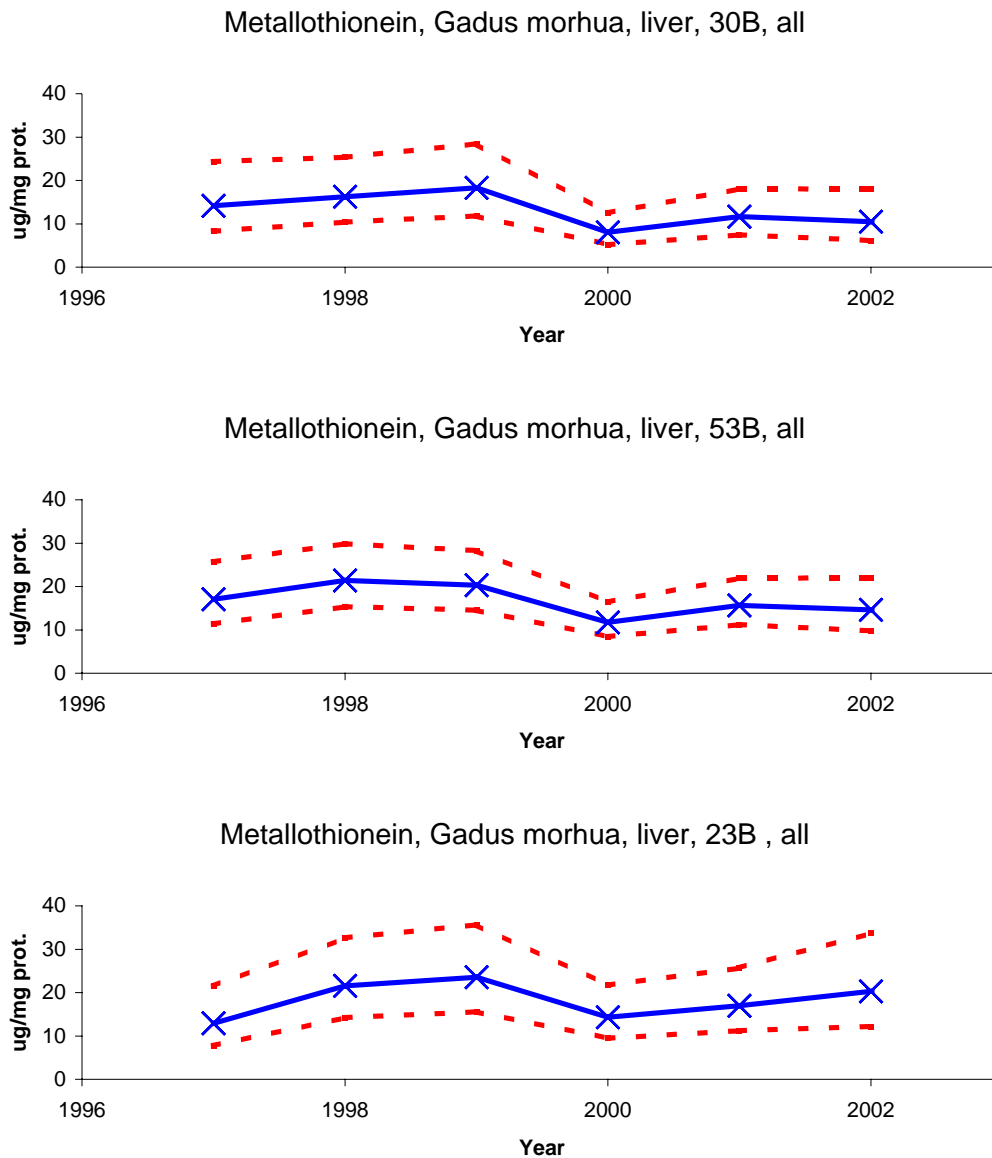 Metallothionein, Gadus morhua, liver, 30B, all
ug/mg prot.
40
30
20
10
0
1996 1998 2000 2002
Year
Metallothionein, Gadus morhua, liver, 53B, all
ug/mg prot.
40
30
20
10
0
1996 1998 2000 2002
Year
Metallothionein, Gadus morhua, liver, 23B , all
ug/mg prot.
40
30
20
10
0
1996 1998 2000 2002
Year